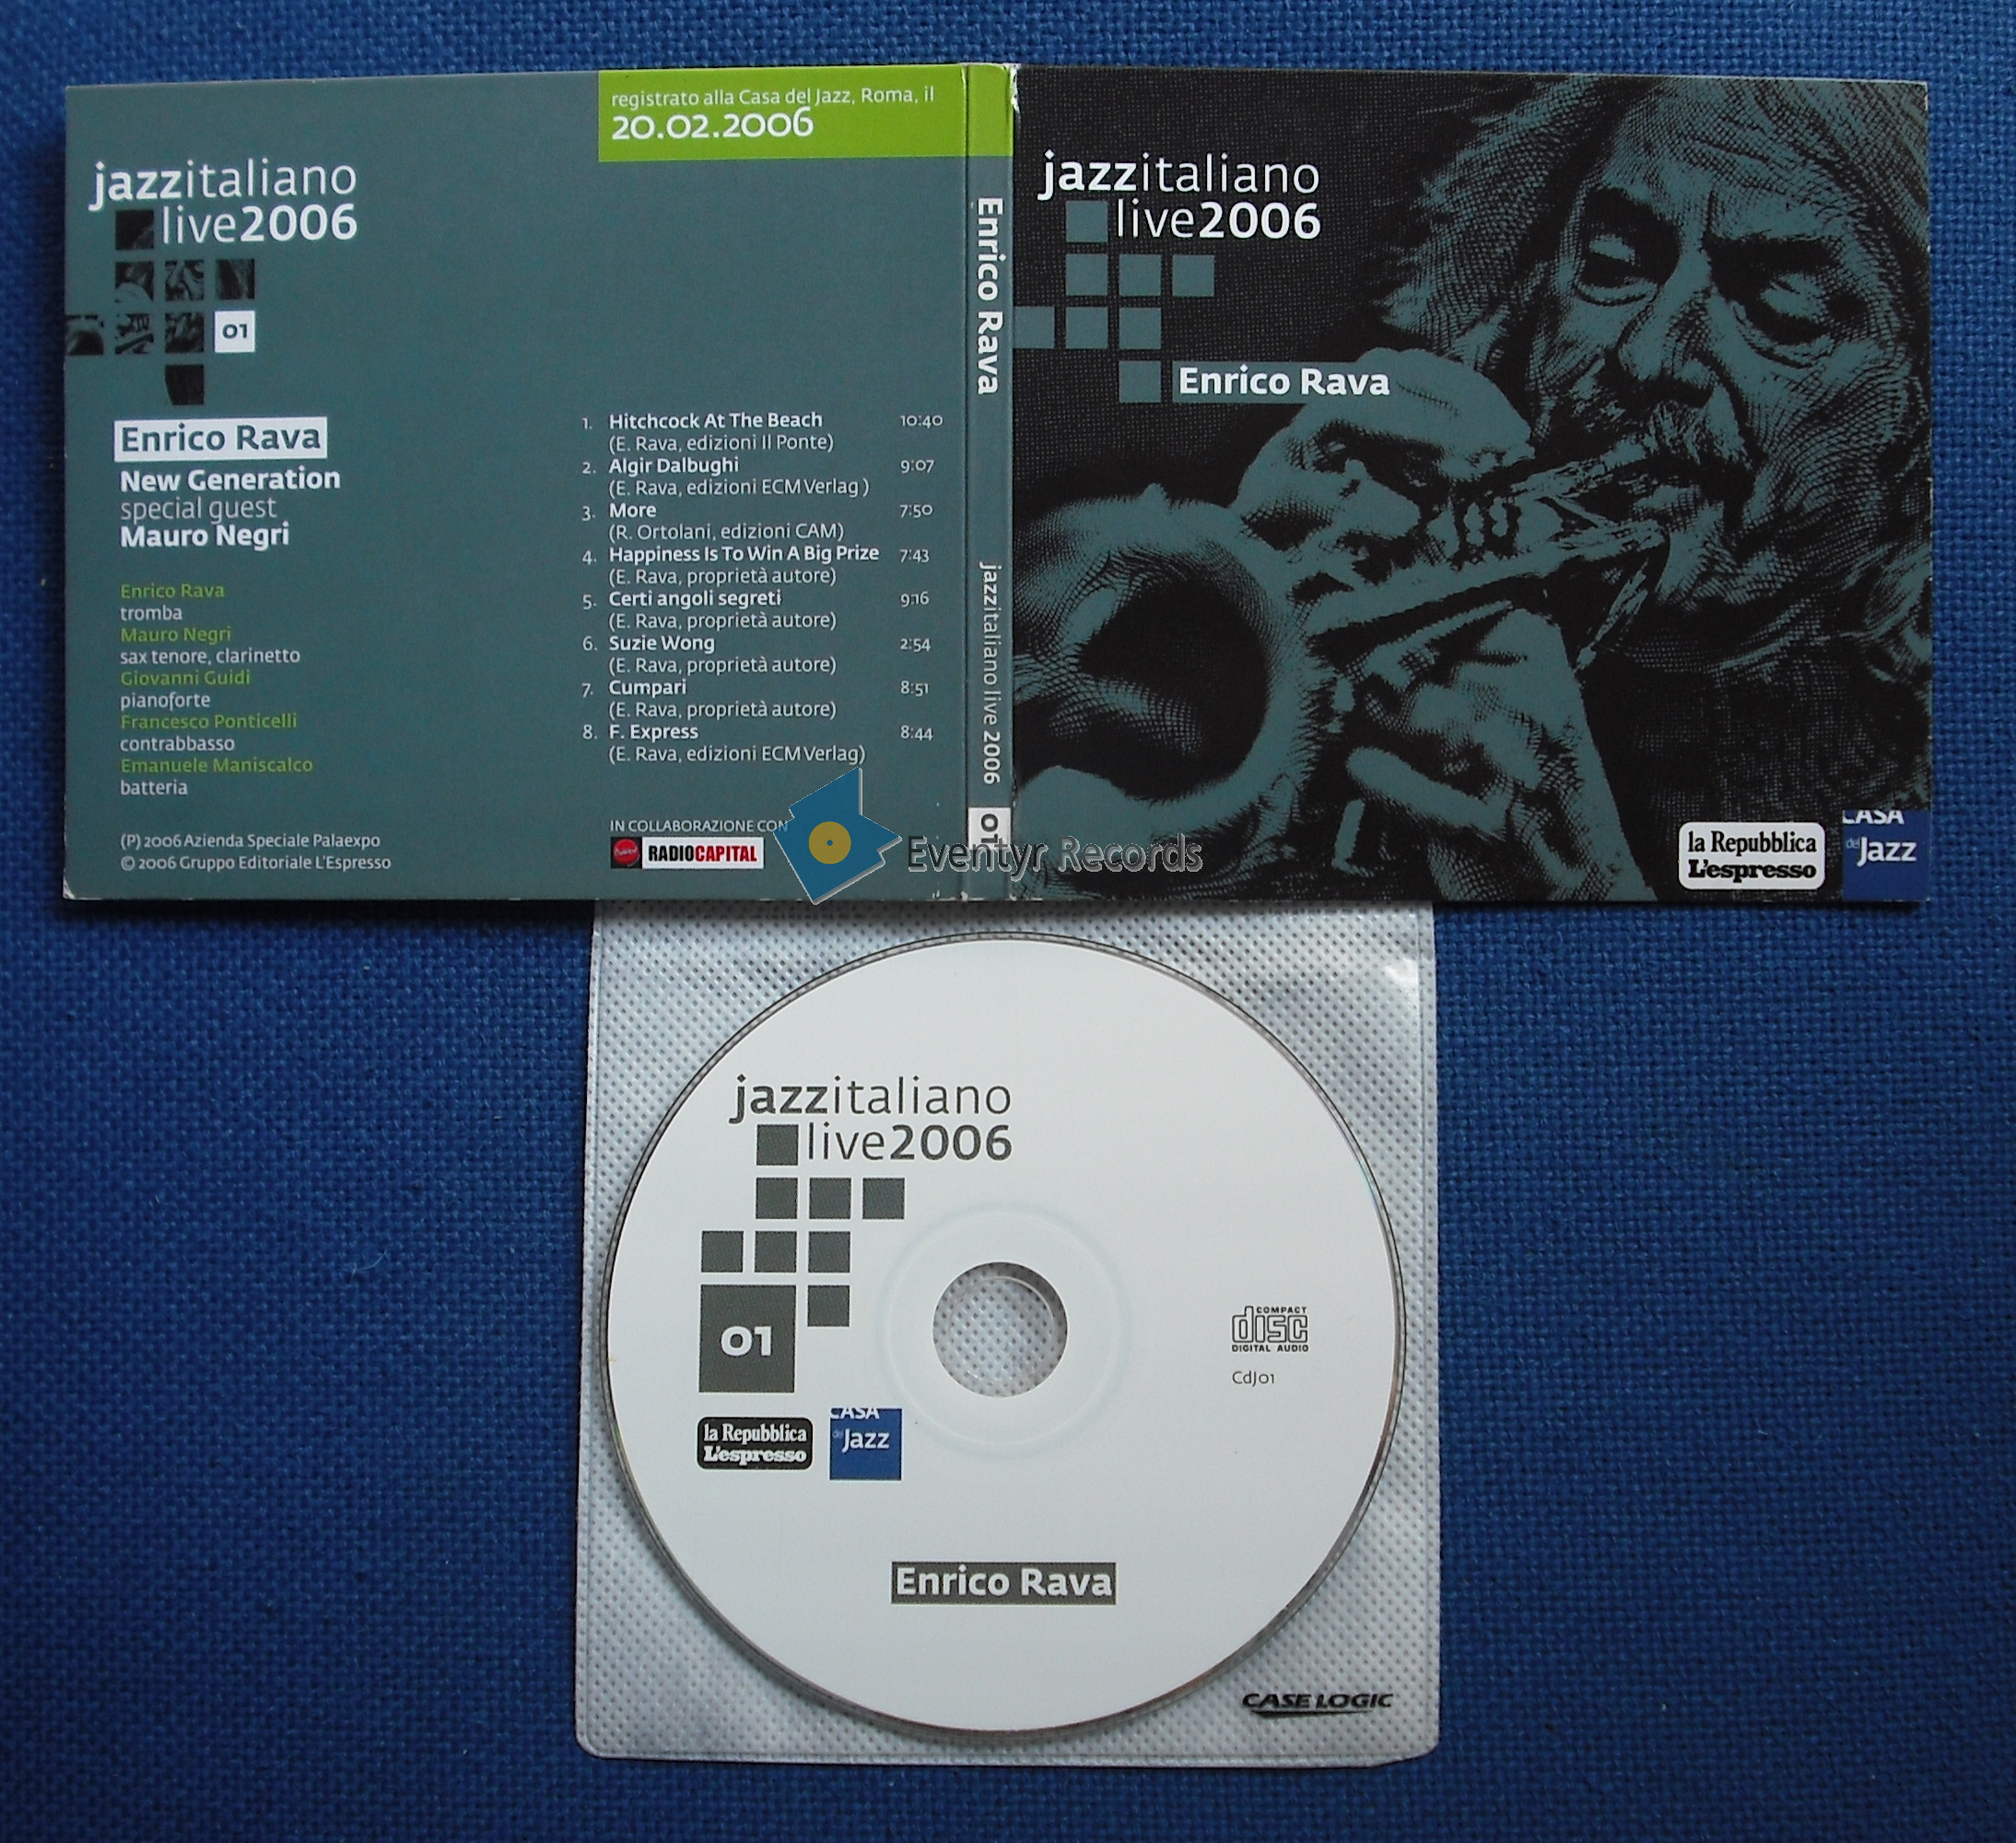 registrato alla Casa del Jazz, Roma, il
20.02.2006
jazzitaliano
live2006
01
Enrico Rava
New Generation
special guest
Mauro Negri
Enrico Rava
tromba
Mauro Negri
sax tenore, clarinetto
Giovanni Guidi
pianoforte
Francesco Ponticelli
contrabbasso
Emanuele Maniscalco
batteria
(P) 2006 Azienda Speciale Palaexpo
© 2006 Gruppo Editoriale L'Espresso
1. Hitchcock At The Beach 10:40
(E. Rava, edizioni Il Ponte)
2. Algir Dalbughi 9:07
(E. Rava, edizioni ECM Verlag )
3. More 7:50
(R. Ortolani, edizioni CAM)
4. Happiness Is To Win A Big Prize 7:43
(E. Rava, proprietà autore)
5. Certi angoli segreti 9:16
(E. Rava, proprietà autore)
6. Suzie Wong 2:54
(E. Rava, proprietà autore)
7. Cumpari 8:51
(E. Rava, proprietà autore)
8. F. Express 8:44
(E. Rava, edizioni ECM Verlag)
IN COLLABORAZIONE CON
RADIOCAPITAL
Enrico Rava
jazzitaliano live 2006
01
Eventyr Records
jazzitaliano
live2006
Enrico Rava
la Repubblica
L'espresso
CASA
del Jazz
jazzitaliano
live2006
01
COMPACT
disc
DIGITAL AUDIO
CdJ01
la Repubblica
L'espresso
CASA
del Jazz
Enrico Rava
CASE LOGIC